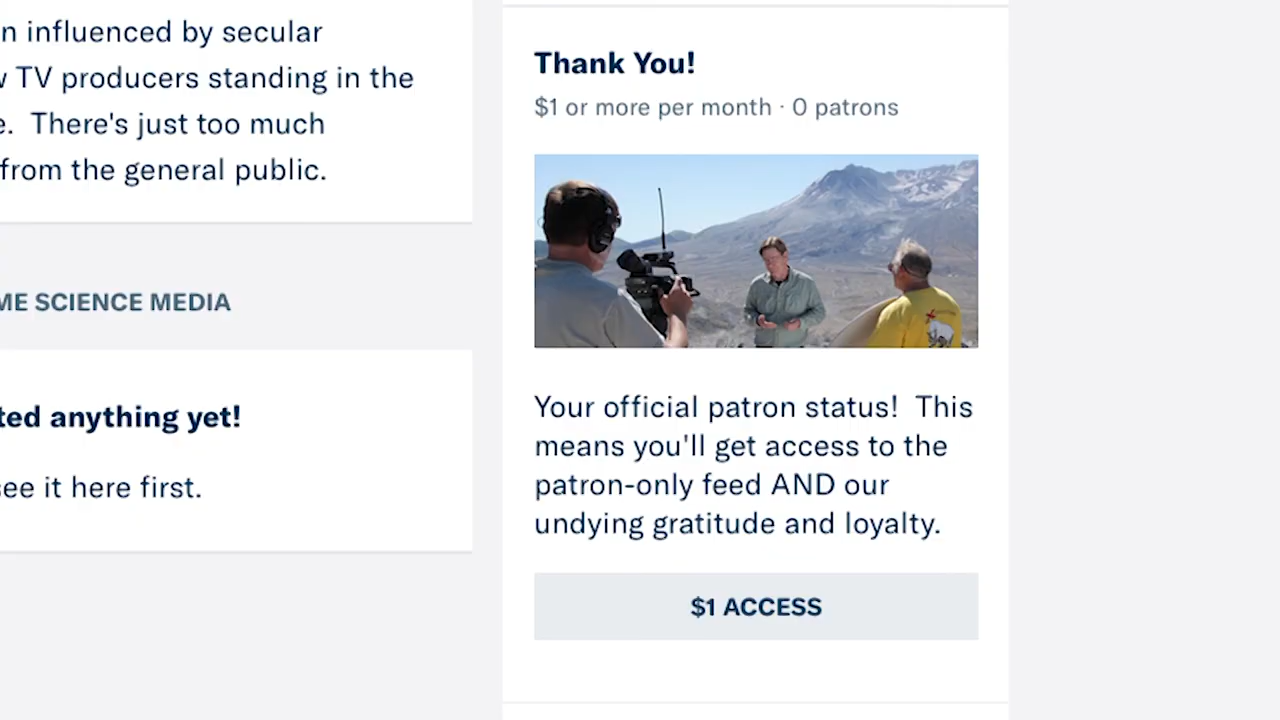 n influenced by secular
TV producers standing in the
e.  There's just too much
from the general public.
ME SCIENCE MEDIA
ted anything yet!
see it here first.
Thank You!
$1 or more per month · 0 patrons
Your official patron status!  This
means you'll get access to the
patron-only feed AND our
undying gratitude and loyalty.
$1 ACCESS